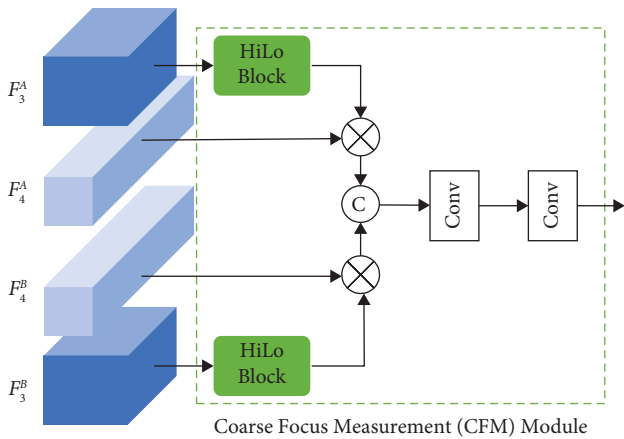 F₃ᴬ
HiLo
Block
F₄ᴬ
C
Conv
Conv
F₄ᴮ
HiLo
Block
F₃ᴮ
Coarse Focus Measurement (CFM) Module